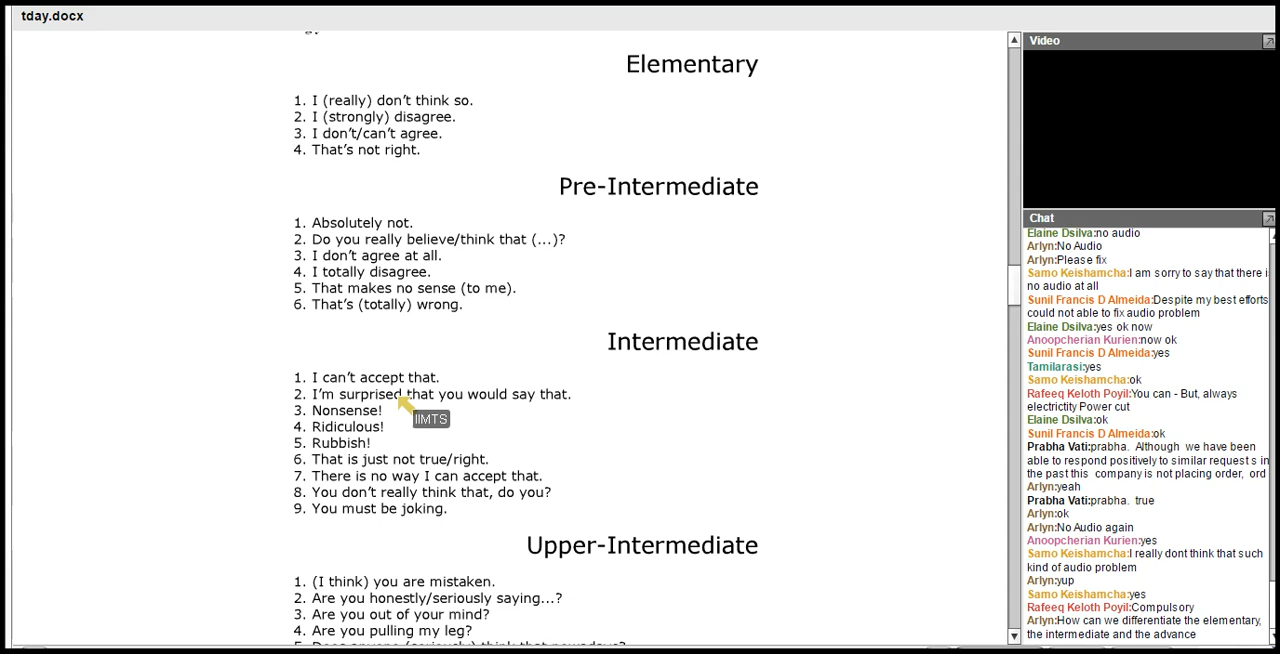 tday.docx
Elementary
1. I (really) don't think so.
2. I (strongly) disagree.
3. I don't/can't agree.
4. That's not right.
Pre-Intermediate
1. Absolutely not.
2. Do you really believe/think that (...)?
3. I don't agree at all.
4. I totally disagree.
5. That makes no sense (to me).
6. That's (totally) wrong.
Intermediate
1. I can't accept that.
2. I'm surprised that you would say that.
3. Nonsense!
IIMTS
4. Ridiculous!
5. Rubbish!
6. That is just not true/right.
7. There is no way I can accept that.
8. You don't really think that, do you?
9. You must be joking.
Upper-Intermediate
1. (I think) you are mistaken.
2. Are you honestly/seriously saying...?
3. Are you out of your mind?
4. Are you pulling my leg?
Video
Chat
Elaine Dsilva:no audio
Arlyn:No Audio
Arlyn:Please fix
Samo Keishamcha:I am sorry to say that there i
no audio at all
Sunil Francis D Almeida:Despite my best efforts
could not able to fix audio problem
Elaine Dsilva:yes ok now
Anoopcherian Kurien:now ok
Sunil Francis D Almeida:yes
Tamilarasi:yes
Samo Keishamcha:ok
Rafeeq Keloth Poyil:You can - But, always
electrictity Power cut
Elaine Dsilva:ok
Sunil Francis D Almeida:ok
Prabha Vati:prabha. Although we have been
able to respond positively to similar request s in
the past this company is not placing order, ord
Arlyn:yeah
Prabha Vati:prabha. true
Arlyn:ok
Arlyn:No Audio again
Anoopcherian Kurien:yes
Samo Keishamcha:I really dont think that such
kind of audio problem
Arlyn:yup
Samo Keishamcha:yes
Rafeeq Keloth Poyil:Compulsory
Arlyn:How can we differentiate the elementary,
the intermediate and the advance